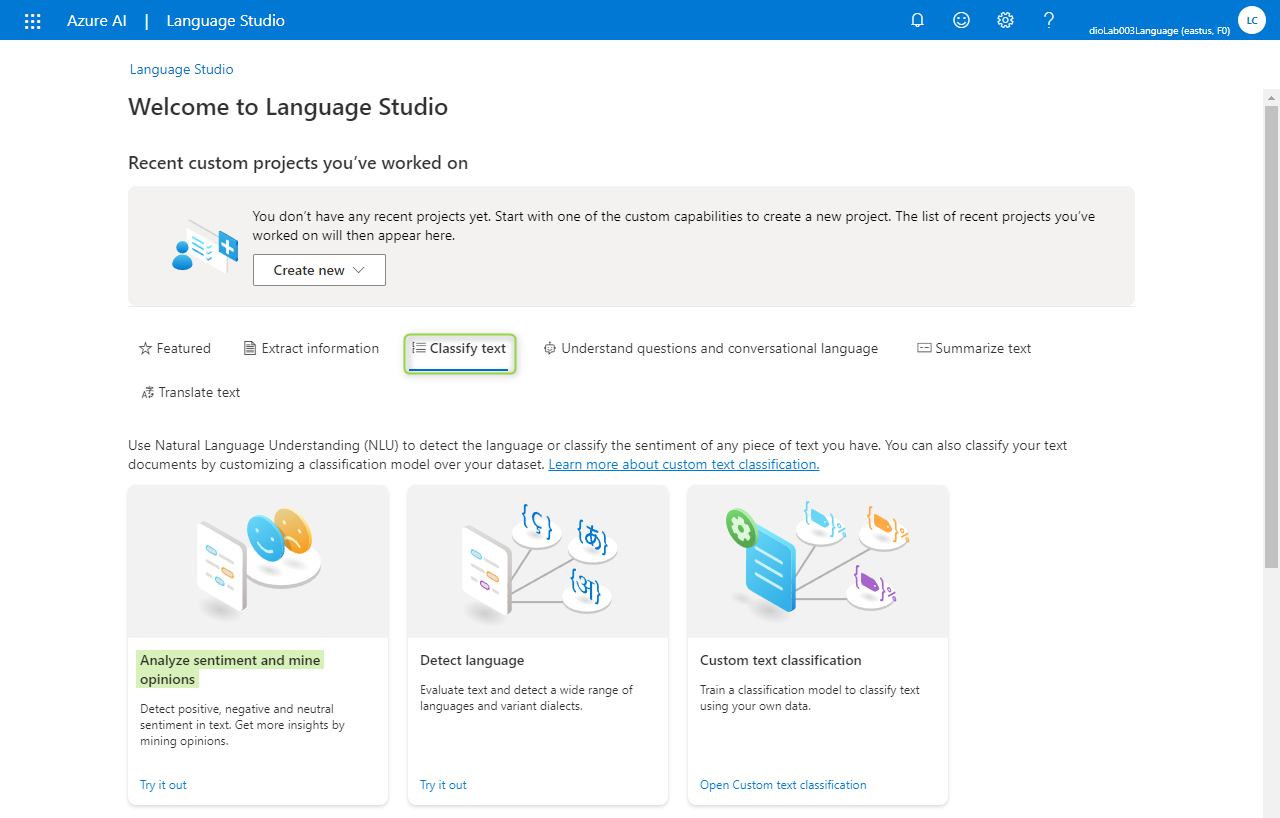 Azure AI | Language Studio
dioLab003Language (eastus, F0)
LC
Language Studio
Welcome to Language Studio
Recent custom projects you’ve worked on
You don’t have any recent projects yet. Start with one of the custom capabilities to create a new project. The list of recent projects you’ve
worked on will then appear here.
Create new
Featured
Extract information
Classify text
Understand questions and conversational language
Summarize text
Translate text
Use Natural Language Understanding (NLU) to detect the language or classify the sentiment of any piece of text you have. You can also classify your text
documents by customizing a classification model over your dataset. Learn more about custom text classification.
{ç}
{あ}
{अ}
Analyze sentiment and mine
opinions
Detect positive, negative and neutral
sentiment in text. Get more insights by
mining opinions.
Try it out
Detect language
Evaluate text and detect a wide range of
languages and variant dialects.
Try it out
{ }%
{ }%
{ }%
Custom text classification
Train a classification model to classify text
using your own data.
Open Custom text classification